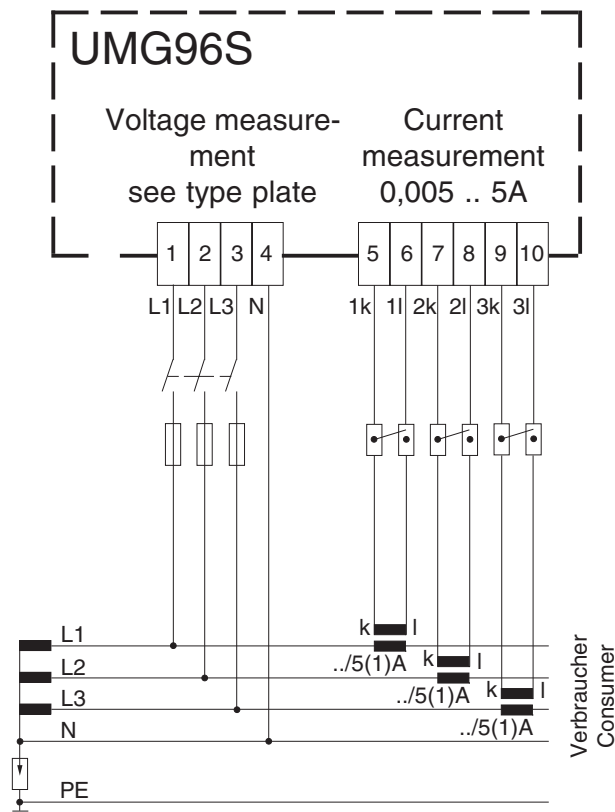 UMG96S
Voltage measure-
ment
see type plate
Current
measurement
0,005 .. 5A
1 2 3 4 5 6 7 8 9 10
L1 L2 L3 N 1k 1l 2k 2l 3k 3l
k l
L1
../5(1)A
k l
L2
../5(1)A
k l
L3
../5(1)A
N
PE
Verbraucher
Consumer